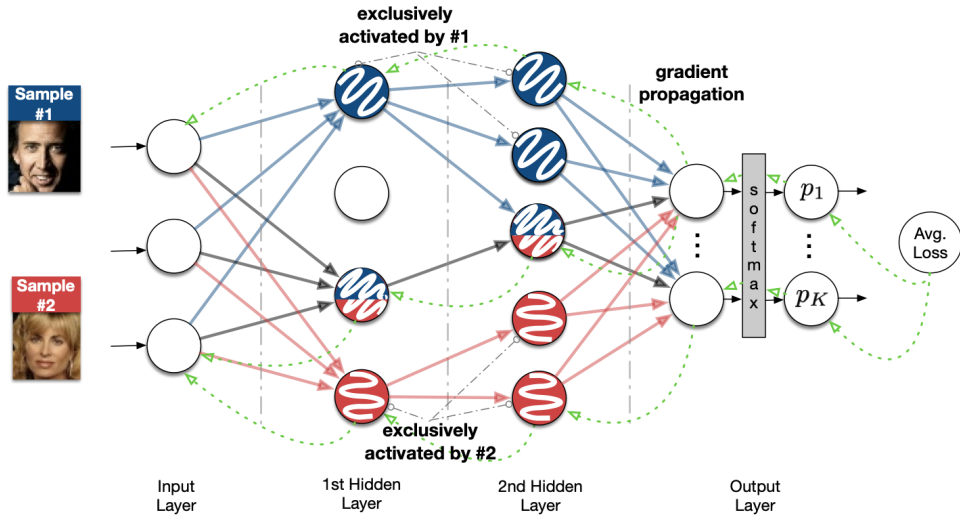 exclusively
activated by #1
gradient
propagation
Sample
#1
Sample
#2
softmax
p1
pK
Avg.
Loss
exclusively
activated by #2
Input
Layer
1st Hidden
Layer
2nd Hidden
Layer
Output
Layer